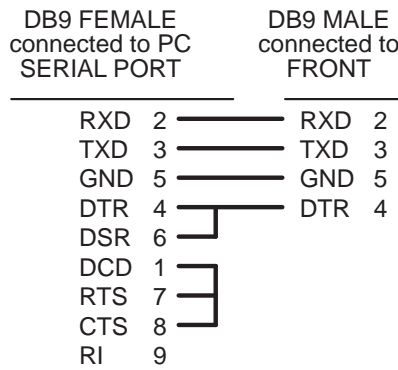 DB9 FEMALE DB9 MALE
connected to PC connected to
SERIAL PORT FRONT
RXD 2 RXD 2
TXD 3 TXD 3
GND 5 GND 5
DTR 4 DTR 4
DSR 6
DCD 1
RTS 7
CTS 8
RI 9